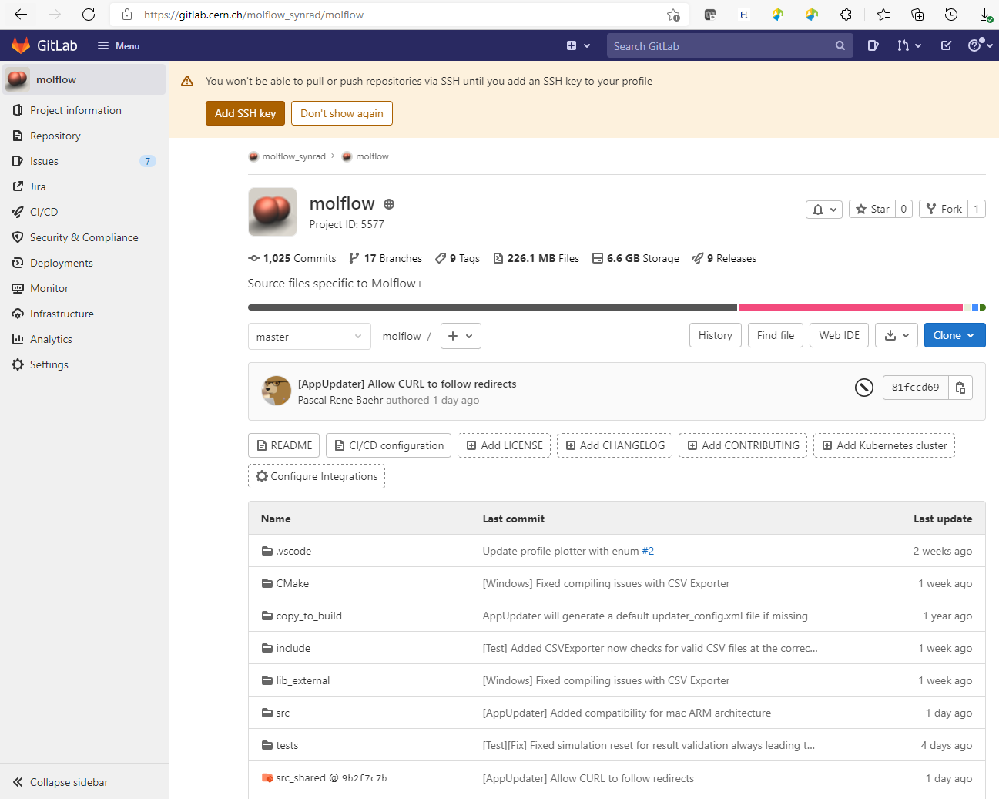 https://gitlab.cern.ch/molflow_synrad/molflow
H
GitLab Menu Search GitLab
molflow
Project information
Repository
Issues 7
Jira
CI/CD
Security & Compliance
Deployments
Monitor
Infrastructure
Analytics
Settings
Collapse sidebar
You won't be able to pull or push repositories via SSH until you add an SSH key to your profile
Add SSH key Don't show again
molflow_synrad > molflow
molflow
Project ID: 5577
Star 0 Fork 1
1,025 Commits 17 Branches 9 Tags 226.1 MB Files 6.6 GB Storage 9 Releases
Source files specific to Molflow+
master molflow / + History Find file Web IDE Clone
[AppUpdater] Allow CURL to follow redirects
Pascal Rene Baehr authored 1 day ago
81fccd69
README CI/CD configuration Add LICENSE Add CHANGELOG Add CONTRIBUTING Add Kubernetes cluster
Configure Integrations
Name Last commit Last update
.vscode Update profile plotter with enum #2 2 weeks ago
CMake [Windows] Fixed compiling issues with CSV Exporter 1 week ago
copy_to_build AppUpdater will generate a default updater_config.xml file if missing 1 year ago
include [Test] Added CSVExporter now checks for valid CSV files at the correc... 1 week ago
lib_external [Windows] Fixed compiling issues with CSV Exporter 1 week ago
src [AppUpdater] Added compatibility for mac ARM architecture 1 day ago
tests [Test][Fix] Fixed simulation reset for result validation always leading t... 4 days ago
src_shared @ 9b2f7c7b [AppUpdater] Allow CURL to follow redirects 1 day ago